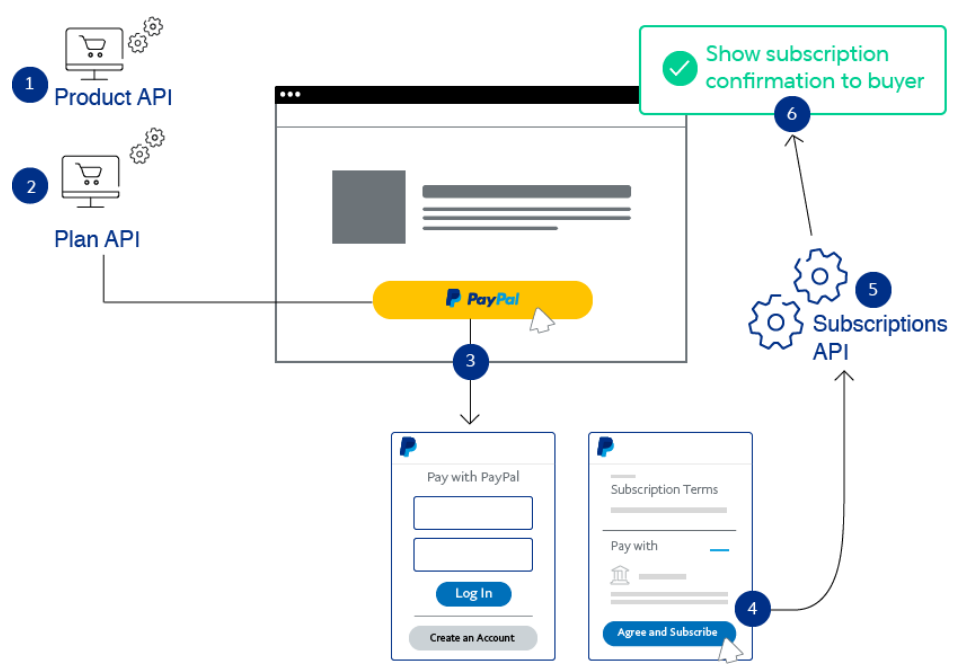 1
Product API
2
Plan API
PayPal
3
Pay with PayPal
Log In
Create an Account
Subscription Terms
Pay with
4
Agree and Subscribe
5
Subscriptions
API
6
Show subscription
confirmation to buyer